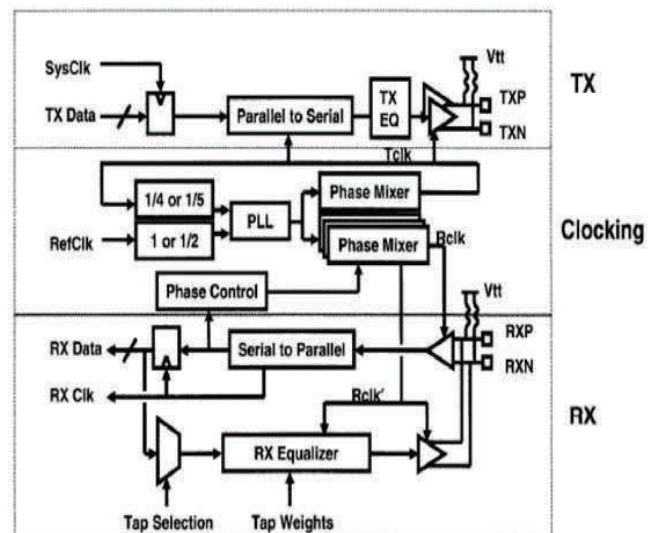 TX
SysClk
Vtt
TX Data
Parallel to Serial
TX
EQ
TXP
TXN
Tclk
Clocking
1/4 or 1/5
Phase Mixer
PLL
RefClk
1 or 1/2
Phase Mixer
Rclk
Phase Control
Vtt
RX
RX Data
Serial to Parallel
RXP
RXN
RX Clk
Rclk'
RX Equalizer
Tap Selection
Tap Weights